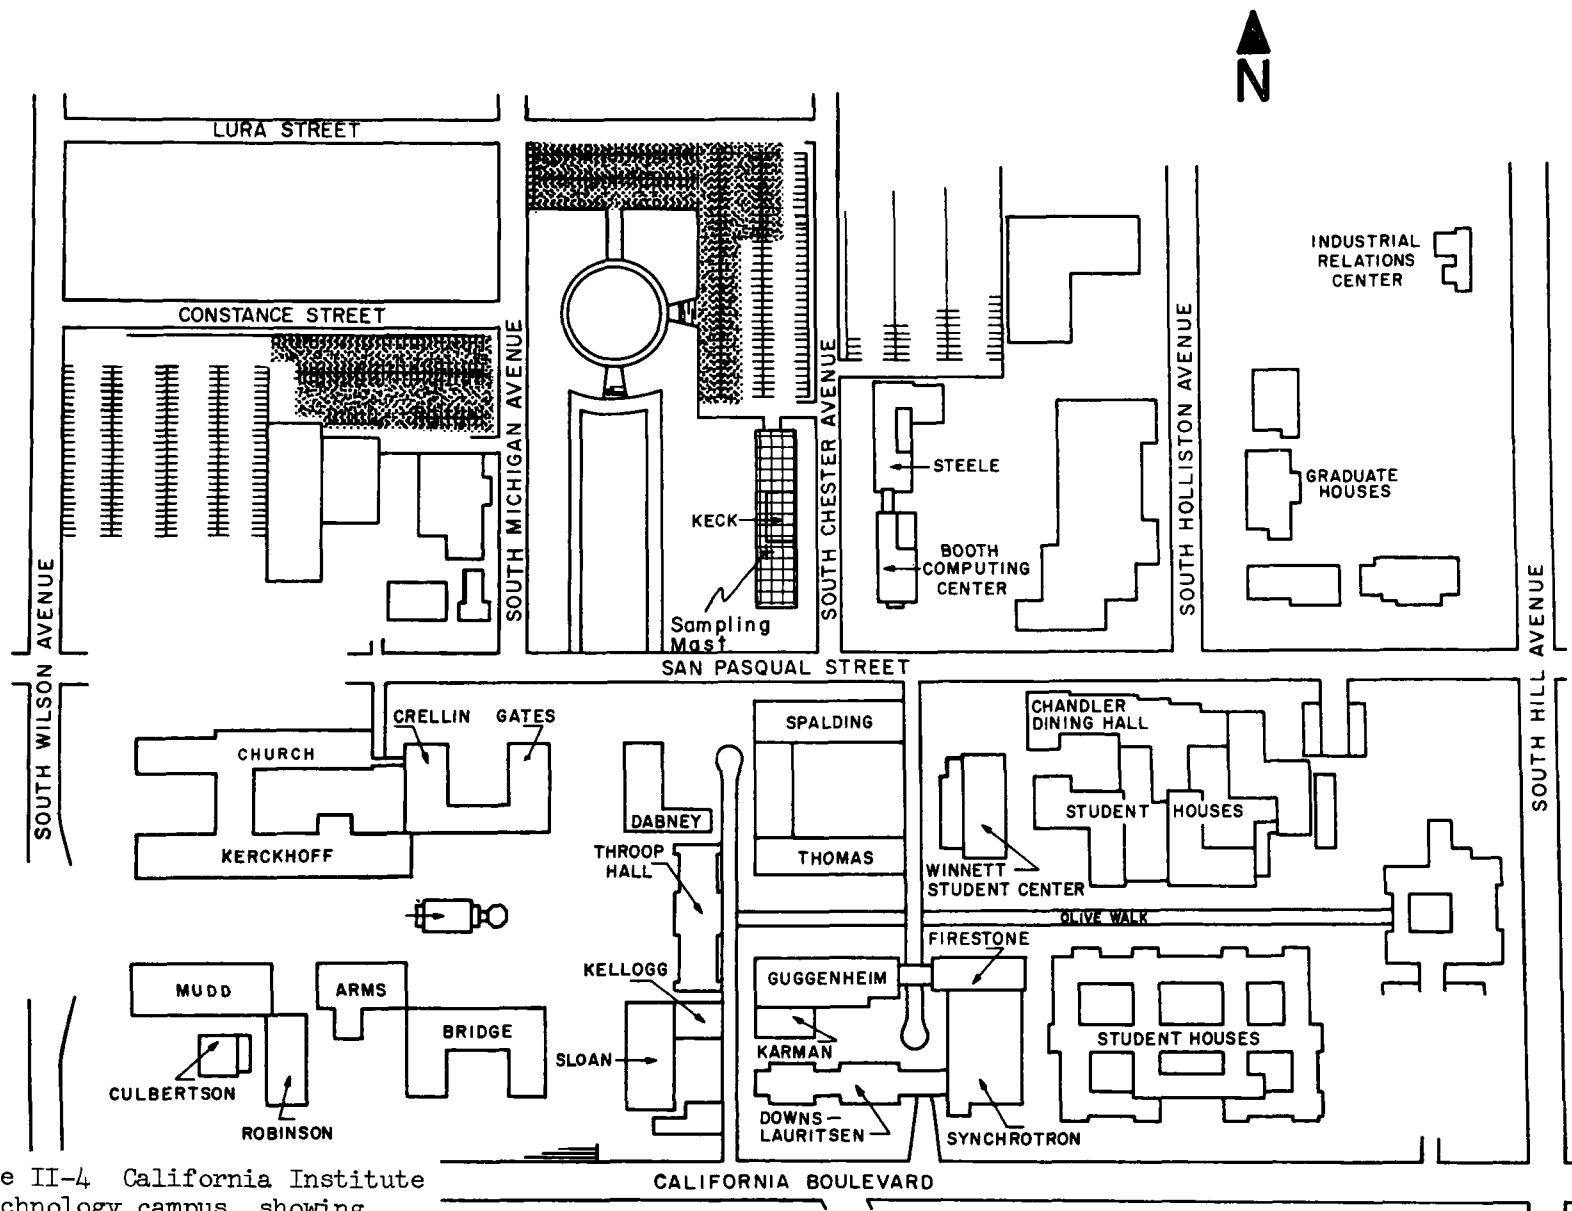 N
LURA STREET
INDUSTRIAL
RELATIONS
CENTER
CONSTANCE STREET
SOUTH MICHIGAN AVENUE
SOUTH CHESTER AVENUE
SOUTH HOLLISTON AVENUE
STEELE
GRADUATE
HOUSES
KECK
BOOTH
COMPUTING
CENTER
Sampling
Mast
SOUTH WILSON AVENUE
SOUTH HILL AVENUE
SAN PASQUAL STREET
CRELLIN
GATES
SPALDING
CHANDLER
DINING HALL
CHURCH
DABNEY
STUDENT HOUSES
KERCKHOFF
THROOP
HALL
THOMAS
WINNETT
STUDENT CENTER
OLIVE WALK
FIRESTONE
MUDD
ARMS
KELLOGG
GUGGENHEIM
BRIDGE
STUDENT HOUSES
KARMAN
SLOAN
CULBERTSON
ROBINSON
DOWNS-
LAURITSEN
SYNCHROTRON
CALIFORNIA BOULEVARD
e II-4 California Institute
chnology campus, showing